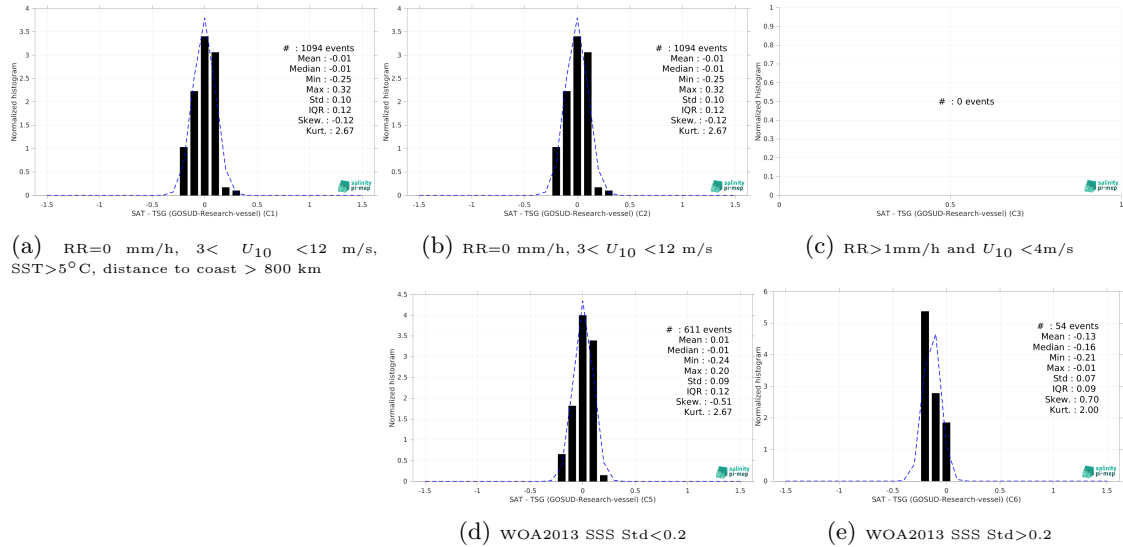 4
3.5
3
2.5
2
1.5
1
0.5
0
Normalized histogram
# : 1094 events
Mean : -0.01
Median : -0.01
Min : -0.25
Max : 0.32
Std : 0.10
IQR : 0.12
Skew. : -0.12
Kurt. : 2.67
salinity
pi-mep
-1.5 -1 -0.5 0 0.5 1 1.5
SAT - TSG (GOSUD-Research-vessel) (C1)
(a) RR=0 mm/h, 3< U10 <12 m/s,
SST>5°C, distance to coast > 800 km
4
3.5
3
2.5
2
1.5
1
0.5
0
Normalized histogram
# : 1094 events
Mean : -0.01
Median : -0.01
Min : -0.25
Max : 0.32
Std : 0.10
IQR : 0.12
Skew. : -0.12
Kurt. : 2.67
salinity
pi-mep
-1.5 -1 -0.5 0 0.5 1 1.5
SAT - TSG (GOSUD-Research-vessel) (C2)
(b) RR=0 mm/h, 3< U10 <12 m/s
1
0.9
0.8
0.7
0.6
0.5
0.4
0.3
0.2
0.1
0
Normalized histogram
# : 0 events
salinity
pi-mep
0 0.5 1
SAT - TSG (GOSUD-Research-vessel) (C3)
(c) RR>1mm/h and U10 <4m/s
4.5
4
3.5
3
2.5
2
1.5
1
0.5
0
Normalized histogram
# : 611 events
Mean : 0.01
Median : -0.01
Min : -0.24
Max : 0.20
Std : 0.09
IQR : 0.12
Skew. : -0.51
Kurt. : 2.67
salinity
pi-mep
-1.5 -1 -0.5 0 0.5 1 1.5
SAT - TSG (GOSUD-Research-vessel) (C5)
(d) WOA2013 SSS Std<0.2
6
5
4
3
2
1
0
Normalized histogram
# : 54 events
Mean : -0.13
Median : -0.16
Min : -0.21
Max : -0.01
Std : 0.07
IQR : 0.09
Skew. : 0.70
Kurt. : 2.00
salinity
pi-mep
-1.5 -1 -0.5 0 0.5 1 1.5
SAT - TSG (GOSUD-Research-vessel) (C6)
(e) WOA2013 SSS Std>0.2